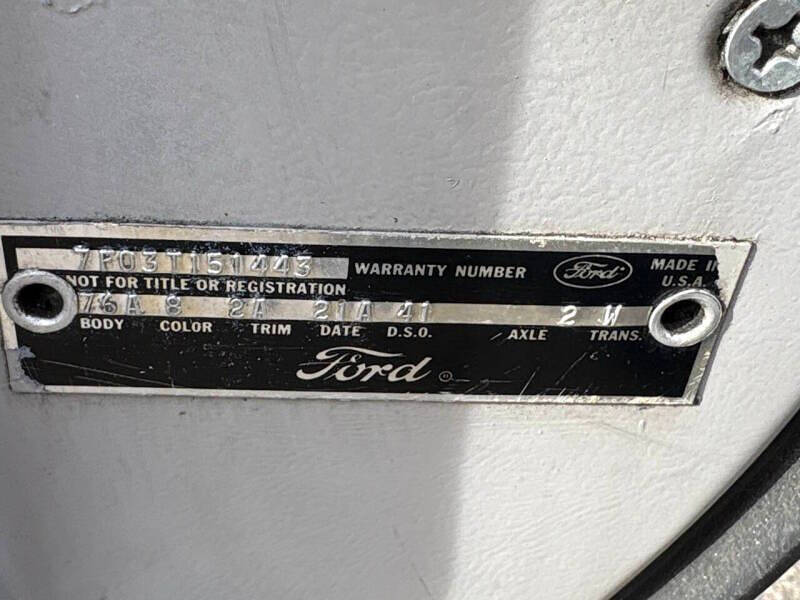 7R03T151443 WARRANTY NUMBER Ford MADE IN
NOT FOR TITLE OR REGISTRATION U.S.A.
76A 8 2A 21A 41 2 W
BODY COLOR TRIM DATE D.S.O. AXLE TRANS.
Ford